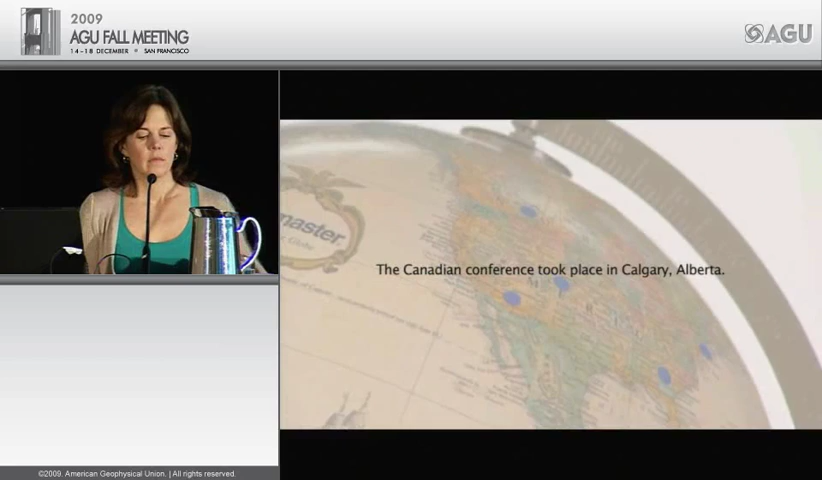 2009
AGU FALL MEETING
14-18 DECEMBER • SAN FRANCISCO
AGU
master
Globe
The Canadian conference took place in Calgary, Alberta.
©2009. American Geophysical Union. | All rights reserved.